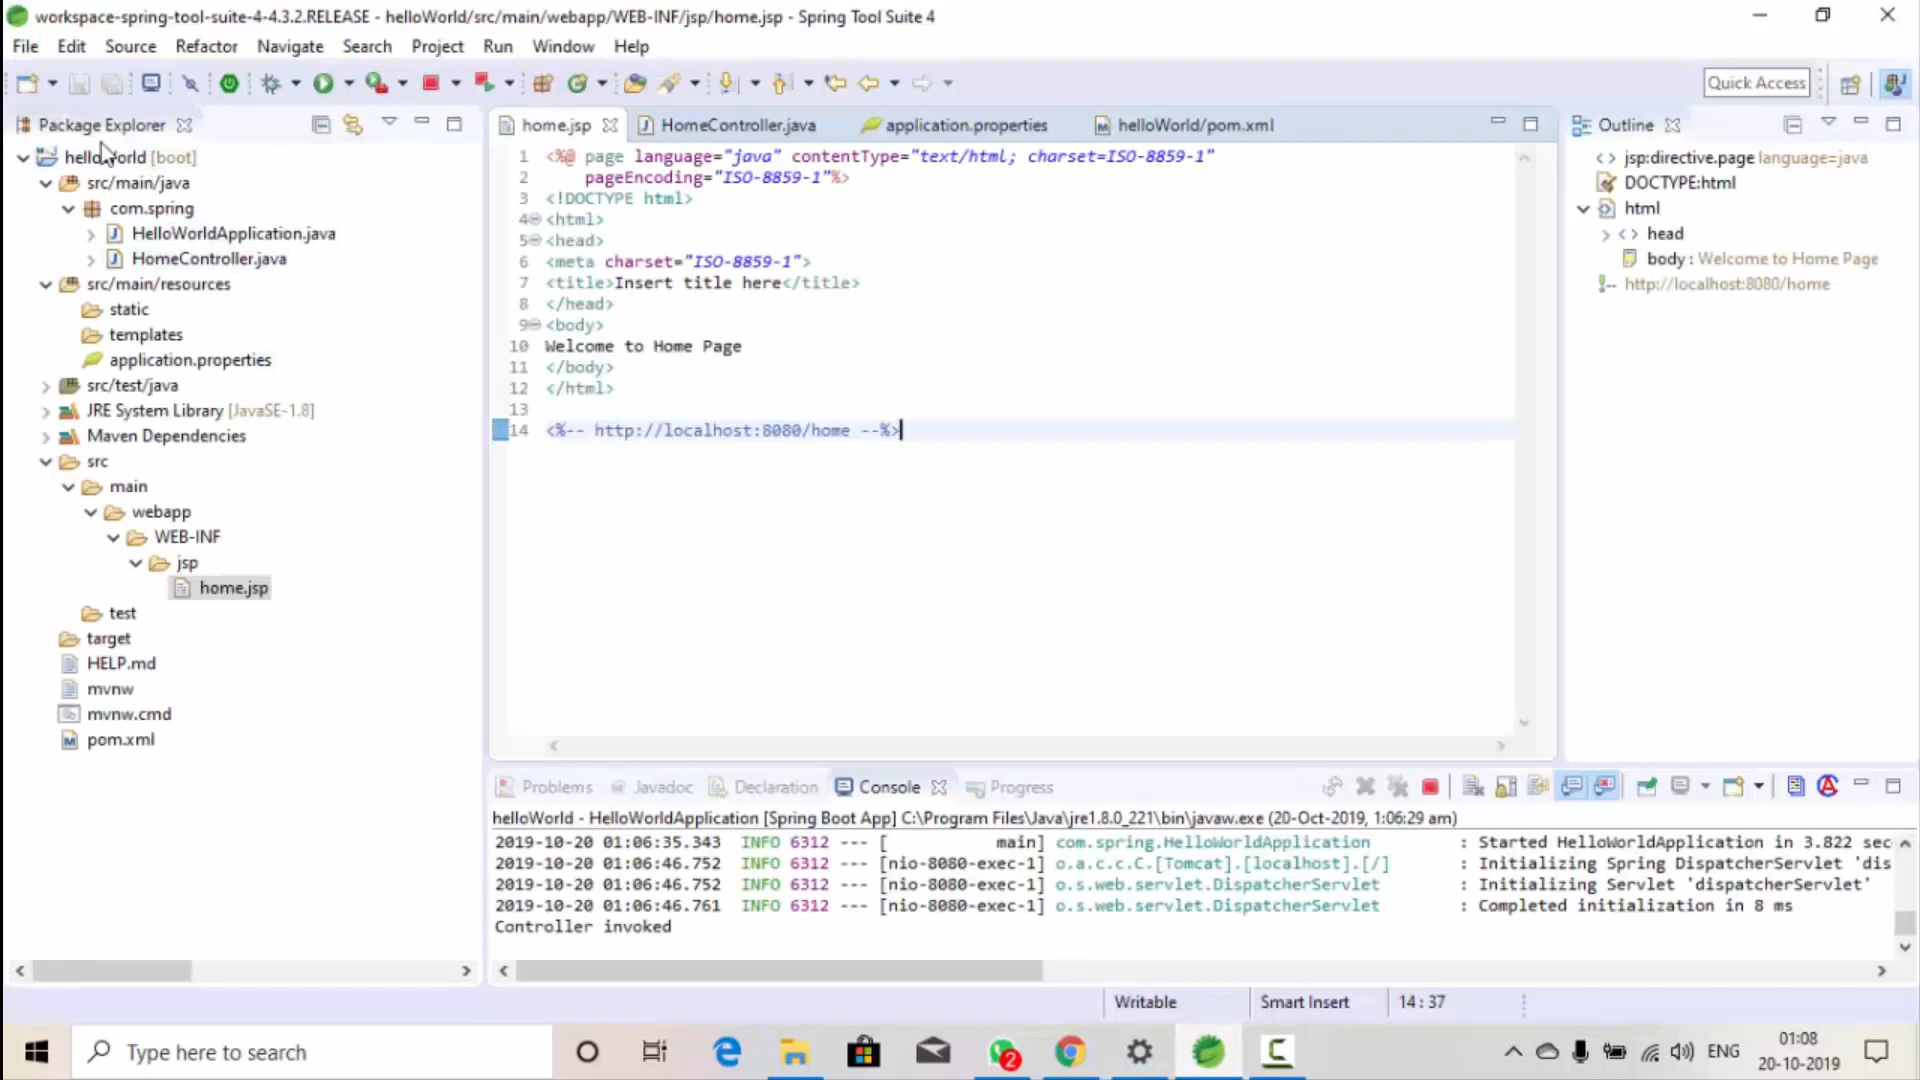 workspace-spring-tool-suite-4-4.3.2.RELEASE - helloWorld/src/main/webapp/WEB-INF/jsp/home.jsp - Spring Tool Suite 4
File Edit Source Refactor Navigate Search Project Run Window Help
Quick Access
Package Explorer
helloWorld [boot]
src/main/java
com.spring
HelloWorldApplication.java
HomeController.java
src/main/resources
static
templates
application.properties
src/test/java
JRE System Library [JavaSE-1.8]
Maven Dependencies
src
main
webapp
WEB-INF
jsp
home.jsp
test
target
HELP.md
mvnw
mvnw.cmd
pom.xml
home.jsp HomeController.java application.properties helloWorld/pom.xml
1 <%@ page language="java" contentType="text/html; charset=ISO-8859-1"
2 pageEncoding="ISO-8859-1"%>
3 <!DOCTYPE html>
4 <html>
5 <head>
6 <meta charset="ISO-8859-1">
7 <title>Insert title here</title>
8 </head>
9 <body>
10 Welcome to Home Page
11 </body>
12 </html>
13
14 <%-- http://localhost:8080/home --%>
Outline
jsp:directive.page language=java
DOCTYPE:html
html
head
body : Welcome to Home Page
http://localhost:8080/home
Problems Javadoc Declaration Console Progress
helloWorld - HelloWorldApplication [Spring Boot App] C:\Program Files\Java\jre1.8.0_221\bin\javaw.exe (20-Oct-2019, 1:06:29 am)
2019-10-20 01:06:35.343 INFO 6312 --- [ main] com.spring.HelloWorldApplication : Started HelloWorldApplication in 3.822 sec
2019-10-20 01:06:46.752 INFO 6312 --- [nio-8080-exec-1] o.a.c.c.C.[Tomcat].[localhost].[/] : Initializing Spring DispatcherServlet 'dis
2019-10-20 01:06:46.752 INFO 6312 --- [nio-8080-exec-1] o.s.web.servlet.DispatcherServlet : Initializing Servlet 'dispatcherServlet'
2019-10-20 01:06:46.761 INFO 6312 --- [nio-8080-exec-1] o.s.web.servlet.DispatcherServlet : Completed initialization in 8 ms
Controller invoked
Writable Smart Insert 14 : 37
Type here to search
2
ENG
01:08
20-10-2019